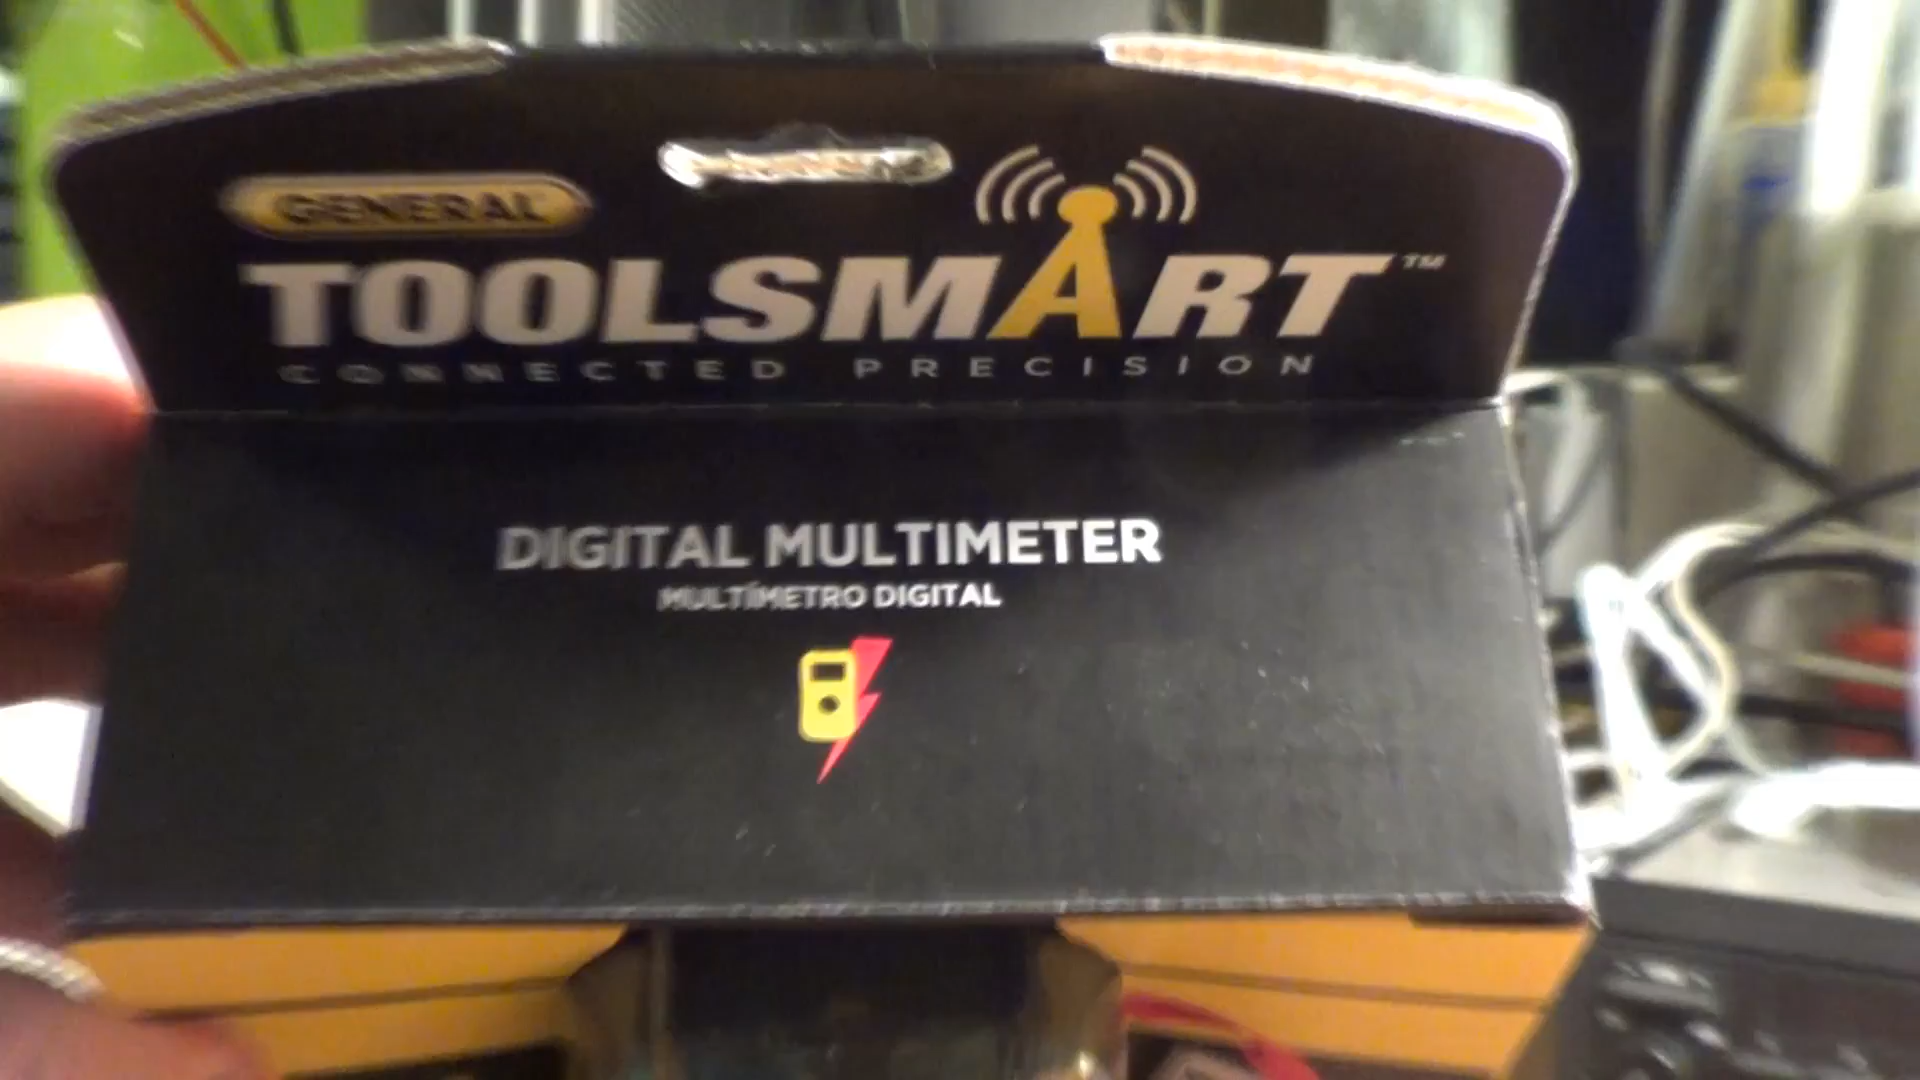 GENERAL
TOOLSMART™
CONNECTED PRECISION
DIGITAL MULTIMETER
MULTÍMETRO DIGITAL